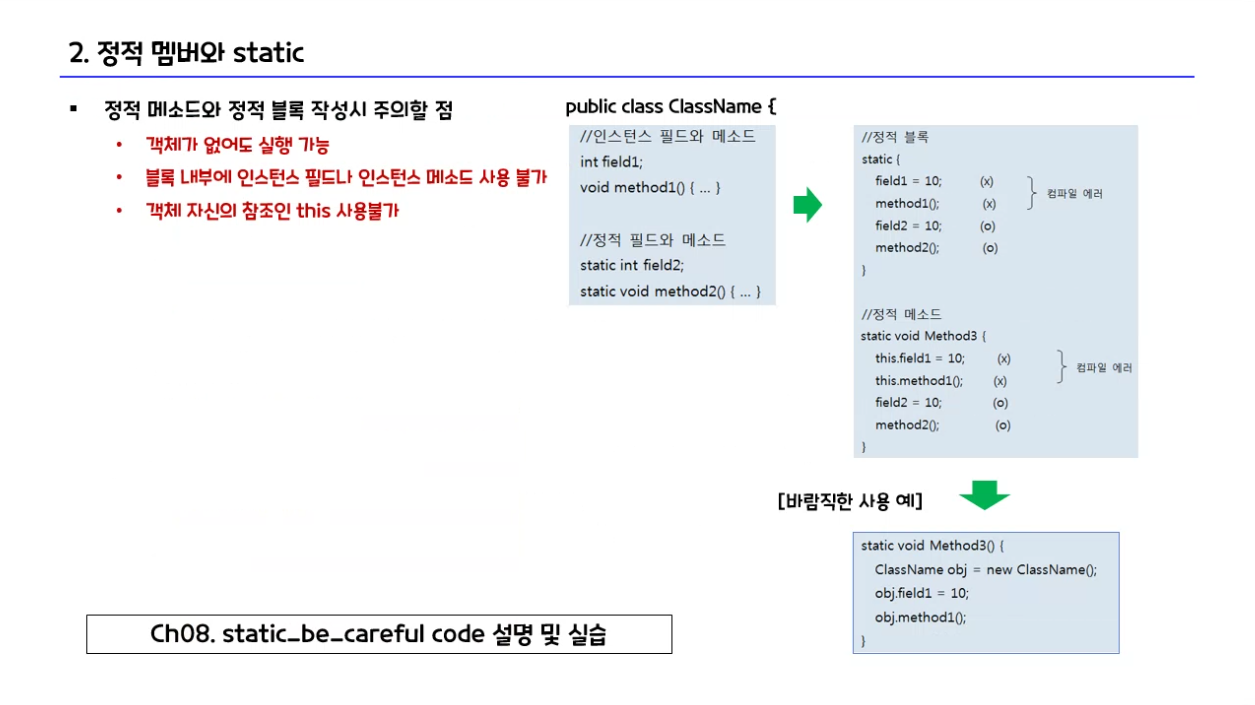 2. 정적 멤버와 static
▪ 정적 메소드와 정적 블록 작성시 주의할 점
• 객체가 없어도 실행 가능
• 블록 내부에 인스턴스 필드나 인스턴스 메소드 사용 불가
• 객체 자신의 참조인 this 사용불가
public class ClassName {
//인스턴스 필드와 메소드
int field1;
void method1() { ... }
//정적 필드와 메소드
static int field2;
static void method2() { ... }
//정적 블록
static {
field1 = 10; (x)
method1(); (x)
컴파일 에러
field2 = 10; (o)
method2(); (o)
}
//정적 메소드
static void Method3 {
this.field1 = 10; (x)
this.method1(); (x)
컴파일 에러
field2 = 10; (o)
method2(); (o)
}
[바람직한 사용 예]
static void Method3() {
ClassName obj = new ClassName();
obj.field1 = 10;
obj.method1();
}
Ch08. static_be_careful code 설명 및 실습